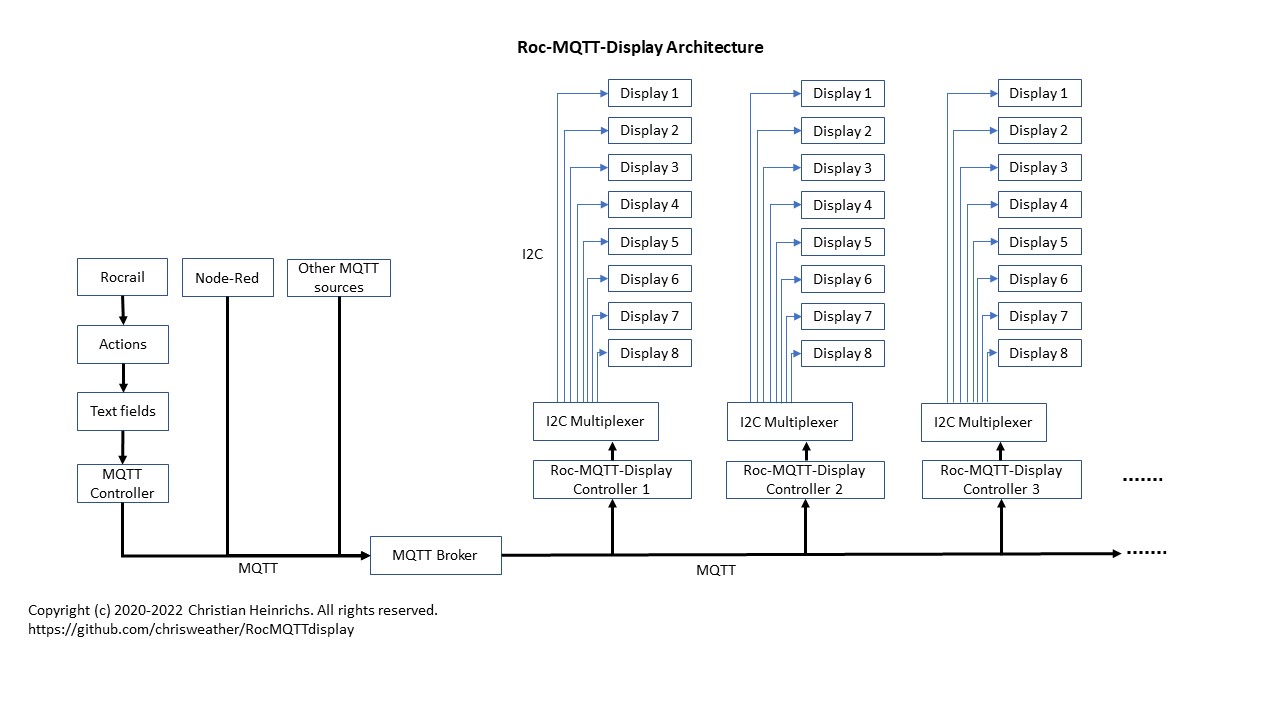 Roc-MQTT-Display Architecture
Display 1
Display 2
Display 3
Display 4
Display 5
Display 6
Display 7
Display 8
I2C
I2C Multiplexer
Roc-MQTT-Display
Controller 1
Display 1
Display 2
Display 3
Display 4
Display 5
Display 6
Display 7
Display 8
I2C Multiplexer
Roc-MQTT-Display
Controller 2
Display 1
Display 2
Display 3
Display 4
Display 5
Display 6
Display 7
Display 8
I2C Multiplexer
Roc-MQTT-Display
Controller 3
.......
Rocrail
Actions
Text fields
MQTT
Controller
Node-Red
Other MQTT
sources
MQTT
MQTT Broker
MQTT
.......
Copyright (c) 2020-2022 Christian Heinrichs. All rights reserved.
https://github.com/chrisweather/RocMQTTdisplay